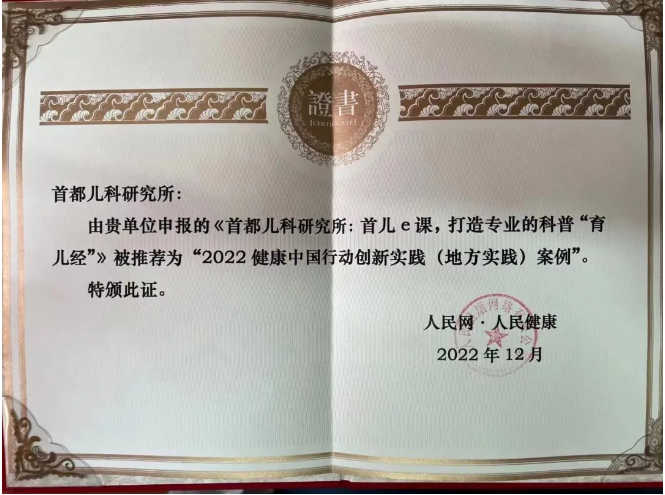 證書
[CERTIFICATE]
首都儿科研究所：
由贵单位申报的《首都儿科研究所：首儿 e 课，打造专业的科普“育
儿经”》被推荐为“2022 健康中国行动创新实践（地方实践）案例”。
特颁此证。
人民网·人民健康
2022 年 12 月